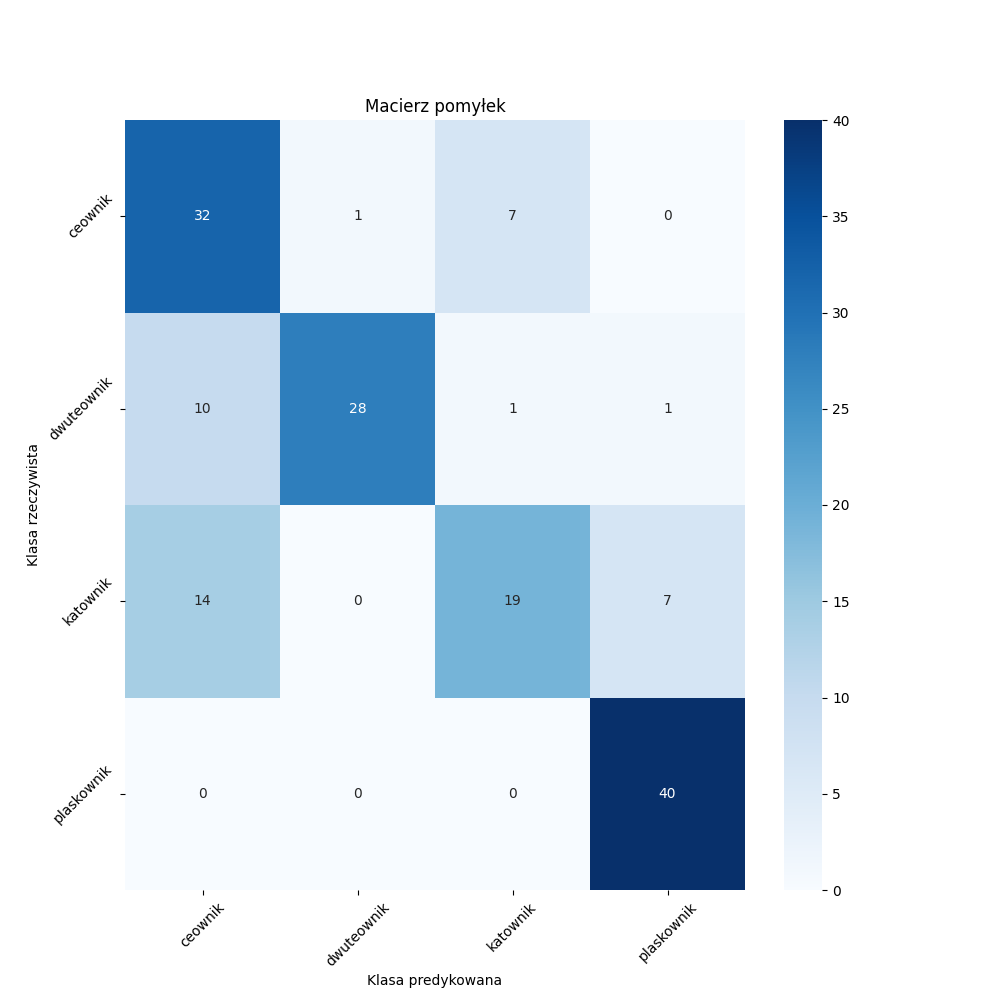 Macierz pomyłek
ceownik
32 1 7 0
dwuteownik
10 28 1 1
katownik
14 0 19 7
plaskownik
0 0 0 40
ceownik dwuteownik katownik plaskownik
Klasa rzeczywista
Klasa predykowana
40
35
30
25
20
15
10
5
0